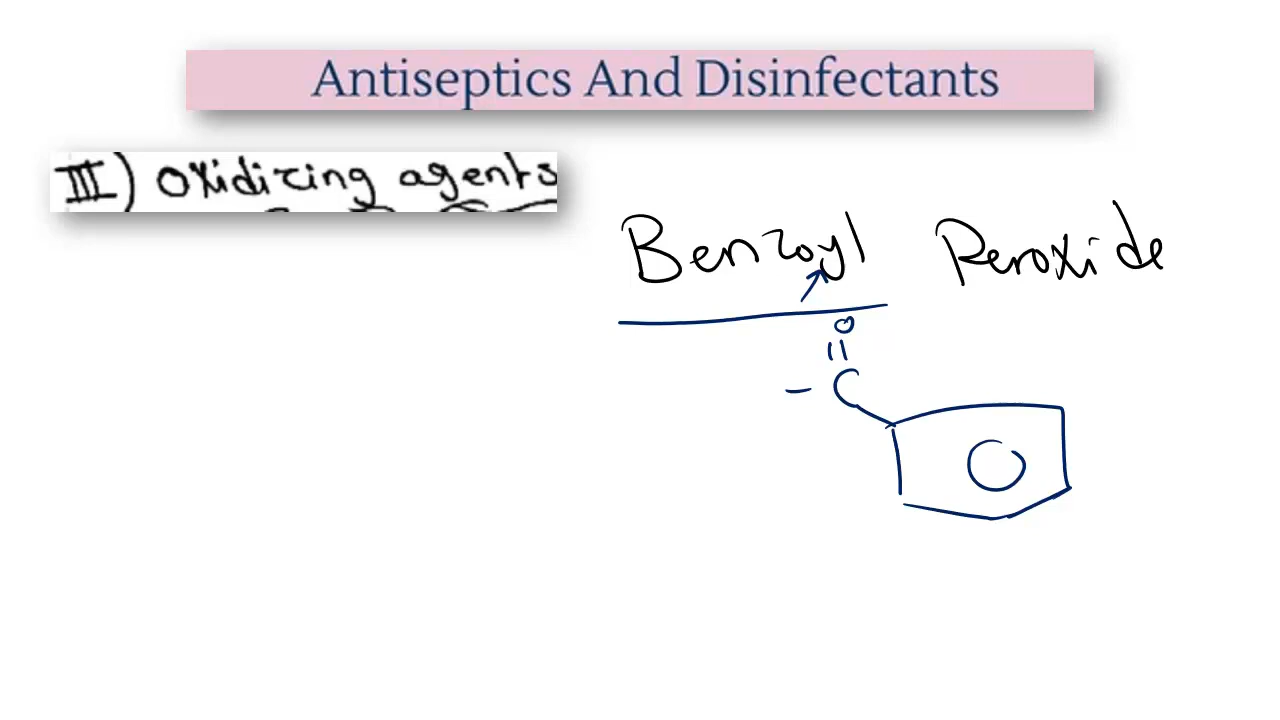 Antiseptics And Disinfectants
III) Oxidizing agents
Benzoyl Peroxide
O
- C